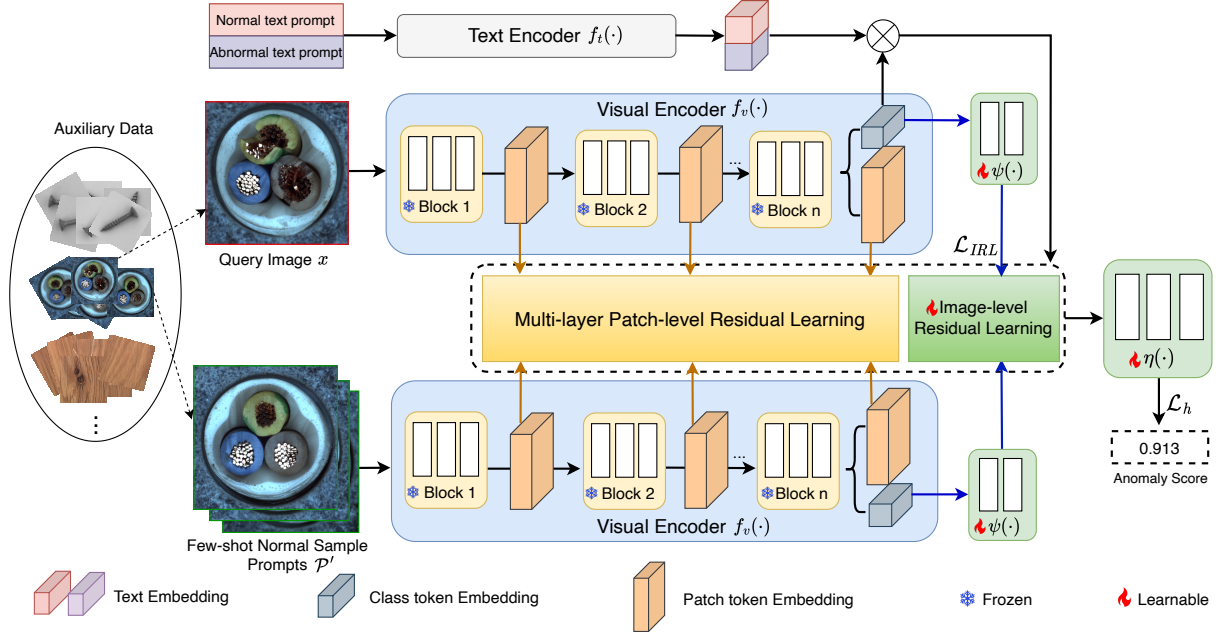 Normal text prompt
Abnormal text prompt
Text Encoder f_t(·)
Auxiliary Data
Visual Encoder f_v(·)
Block 1
Block 2
...
Block n
ψ(·)
Query Image x
L_IRL
Multi-layer Patch-level Residual Learning
Image-level
Residual Learning
η(·)
L_h
0.913
Anomaly Score
Block 1
Block 2
...
Block n
ψ(·)
Visual Encoder f_v(·)
Few-shot Normal Sample
Prompts P'
Text Embedding
Class token Embedding
Patch token Embedding
Frozen
Learnable